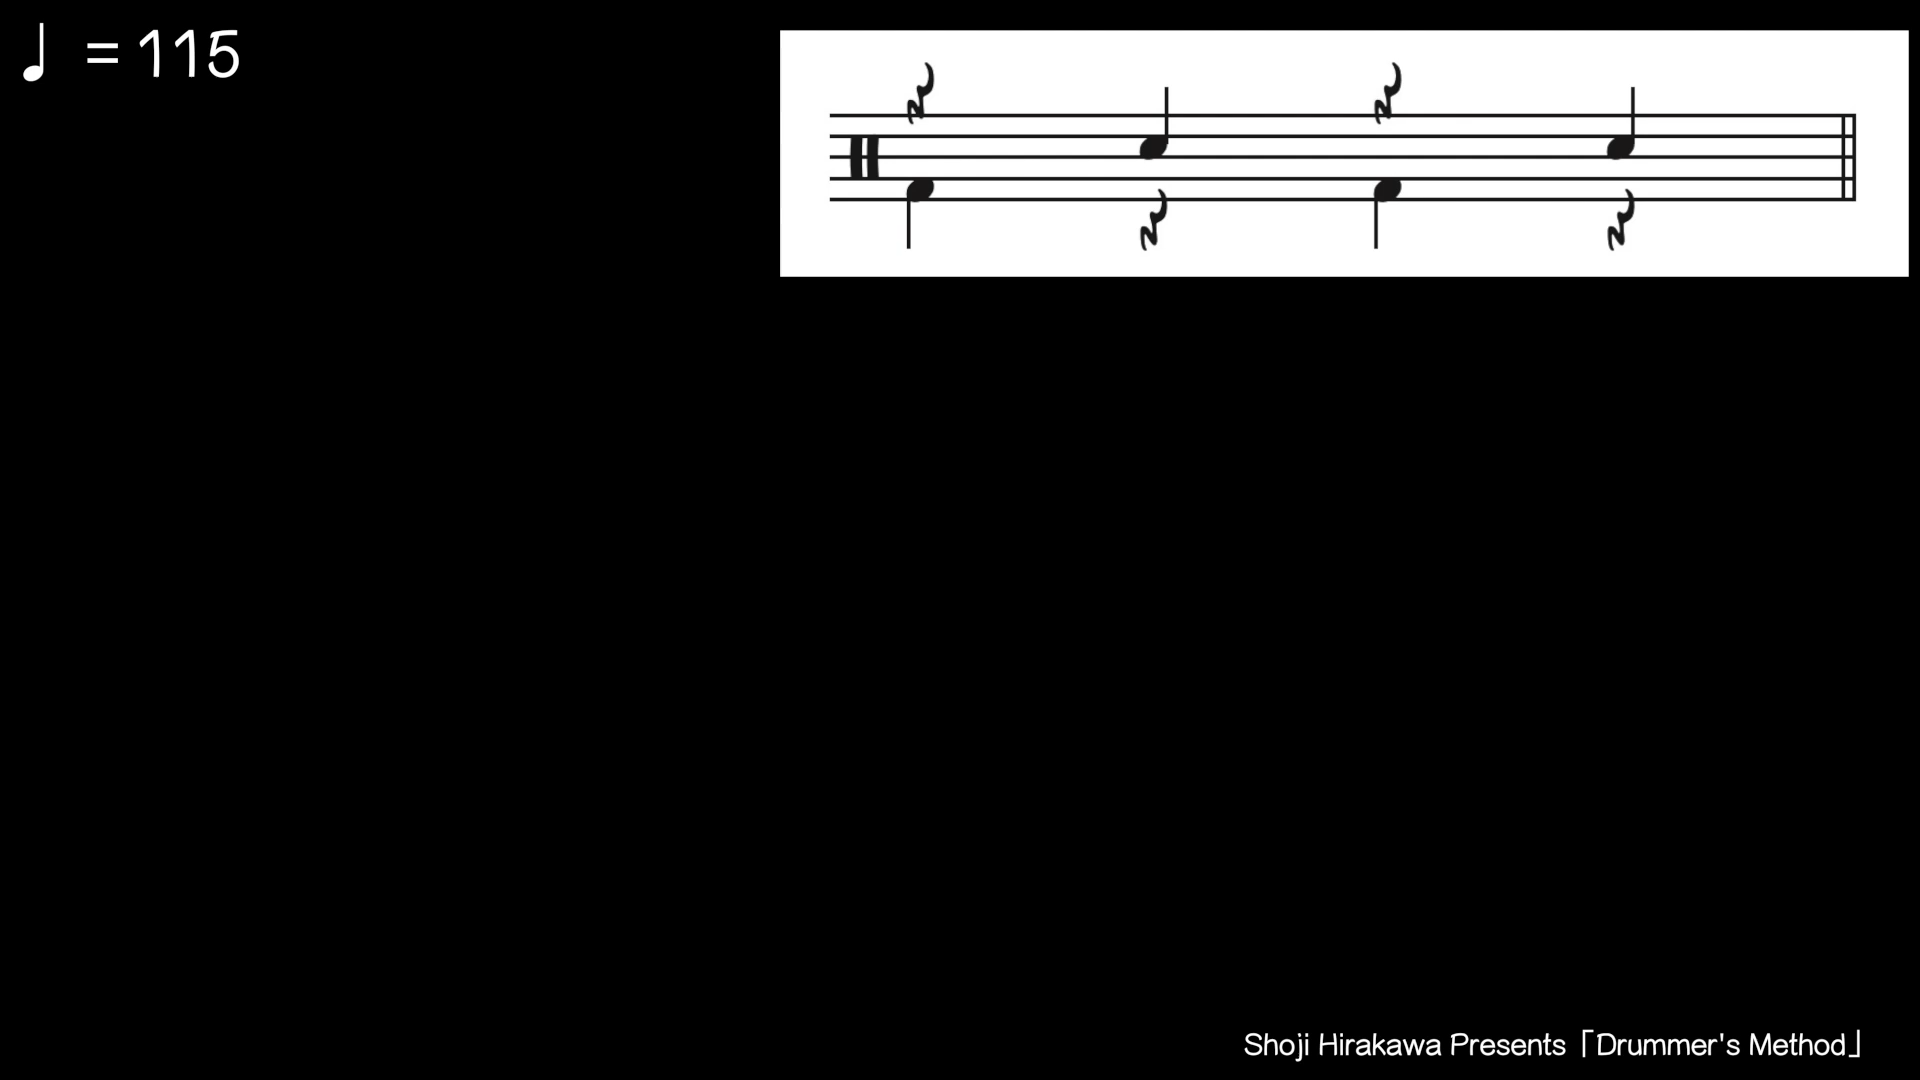 ♩ = 115
Shoji Hirakawa Presents「Drummer's Method」